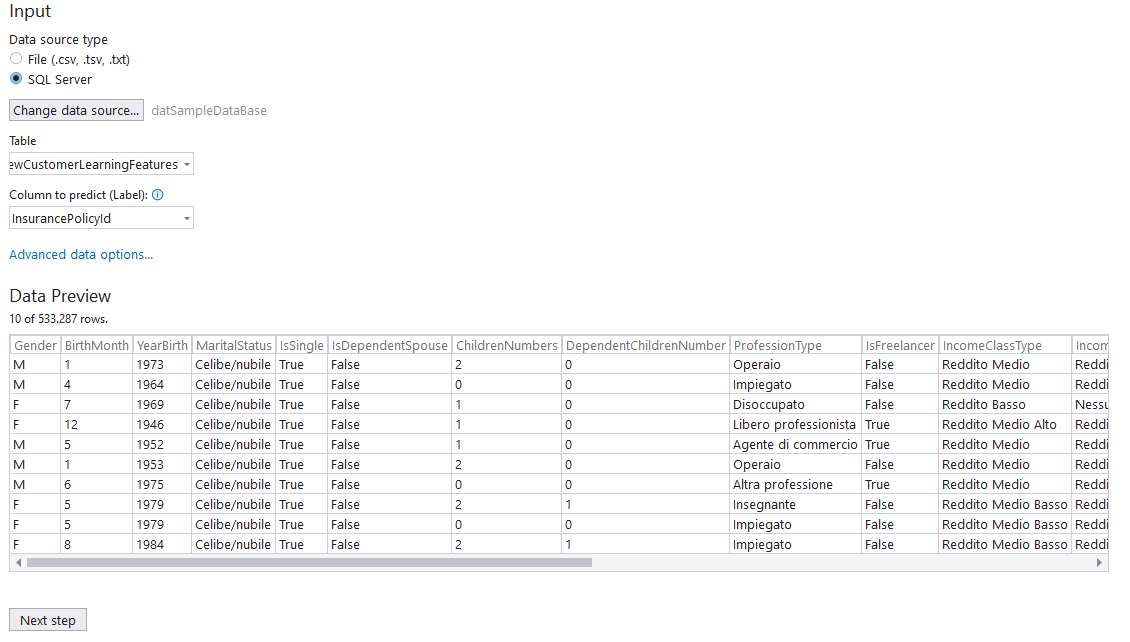 Input
Data source type
File (.csv, .tsv, .txt)
SQL Server
Change data source... datSampleDataBase
Table
ewCustomerLearningFeatures
Column to predict (Label):
InsurancePolicyId
Advanced data options...
Data Preview
10 of 533.287 rows.
Gender BirthMonth YearBirth MaritalStatus IsSingle IsDependentSpouse ChildrenNumbers DependentChildrenNumber ProfessionType IsFreelancer IncomeClassType Incom
M 1 1973 Celibe/nubile True False 2 0 Operaio False Reddito Medio Reddi
M 4 1964 Celibe/nubile True False 0 0 Impiegato False Reddito Medio Reddi
F 7 1969 Celibe/nubile True False 1 0 Disoccupato False Reddito Basso Nessu
F 12 1946 Celibe/nubile True False 1 0 Libero professionista True Reddito Medio Alto Reddi
M 5 1952 Celibe/nubile True False 1 0 Agente di commercio True Reddito Medio Reddi
M 1 1953 Celibe/nubile True False 2 0 Operaio False Reddito Medio Reddi
M 6 1975 Celibe/nubile True False 0 0 Altra professione True Reddito Medio Reddi
F 5 1979 Celibe/nubile True False 2 1 Insegnante False Reddito Medio Basso Reddi
F 5 1979 Celibe/nubile True False 0 0 Impiegato False Reddito Medio Basso Reddi
F 8 1984 Celibe/nubile True False 2 1 Impiegato False Reddito Medio Basso Reddi
Next step